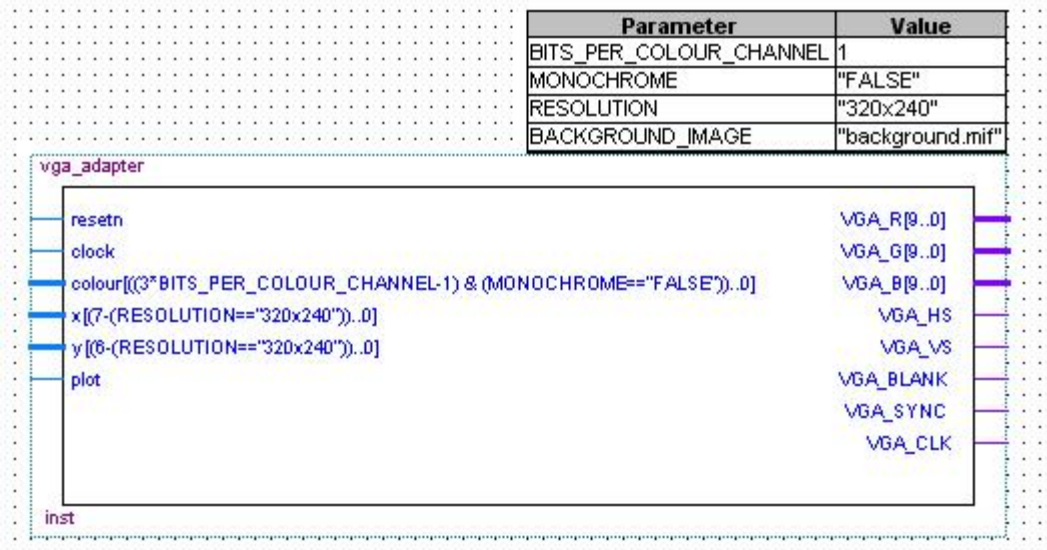 Parameter Value
BITS_PER_COLOUR_CHANNEL 1
MONOCHROME "FALSE"
RESOLUTION "320x240"
BACKGROUND_IMAGE "background.mif"
vga_adapter
resetn VGA_R[9..0]
clock VGA_G[9..0]
colour[((3*BITS_PER_COLOUR_CHANNEL-1) & (MONOCHROME=="FALSE"))..0] VGA_B[9..0]
x[(7-(RESOLUTION=="320x240"))..0] VGA_HS
y[(6-(RESOLUTION=="320x240"))..0] VGA_VS
plot VGA_BLANK
VGA_SYNC
VGA_CLK
inst